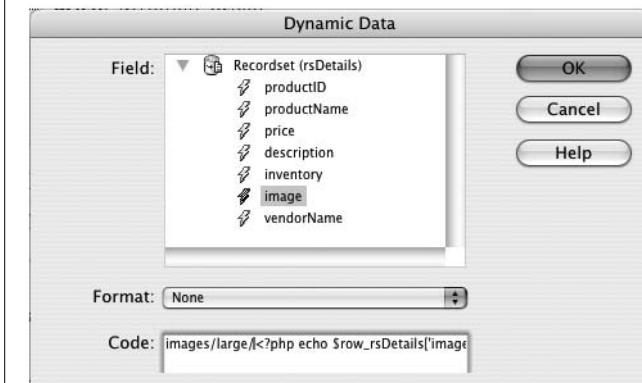 Dynamic Data
Field:
Recordset (rsDetails)
productID
productName
price
description
inventory
image
vendorName
OK
Cancel
Help
Format: None
Code: images/large/<?php echo $row_rsDetails['image